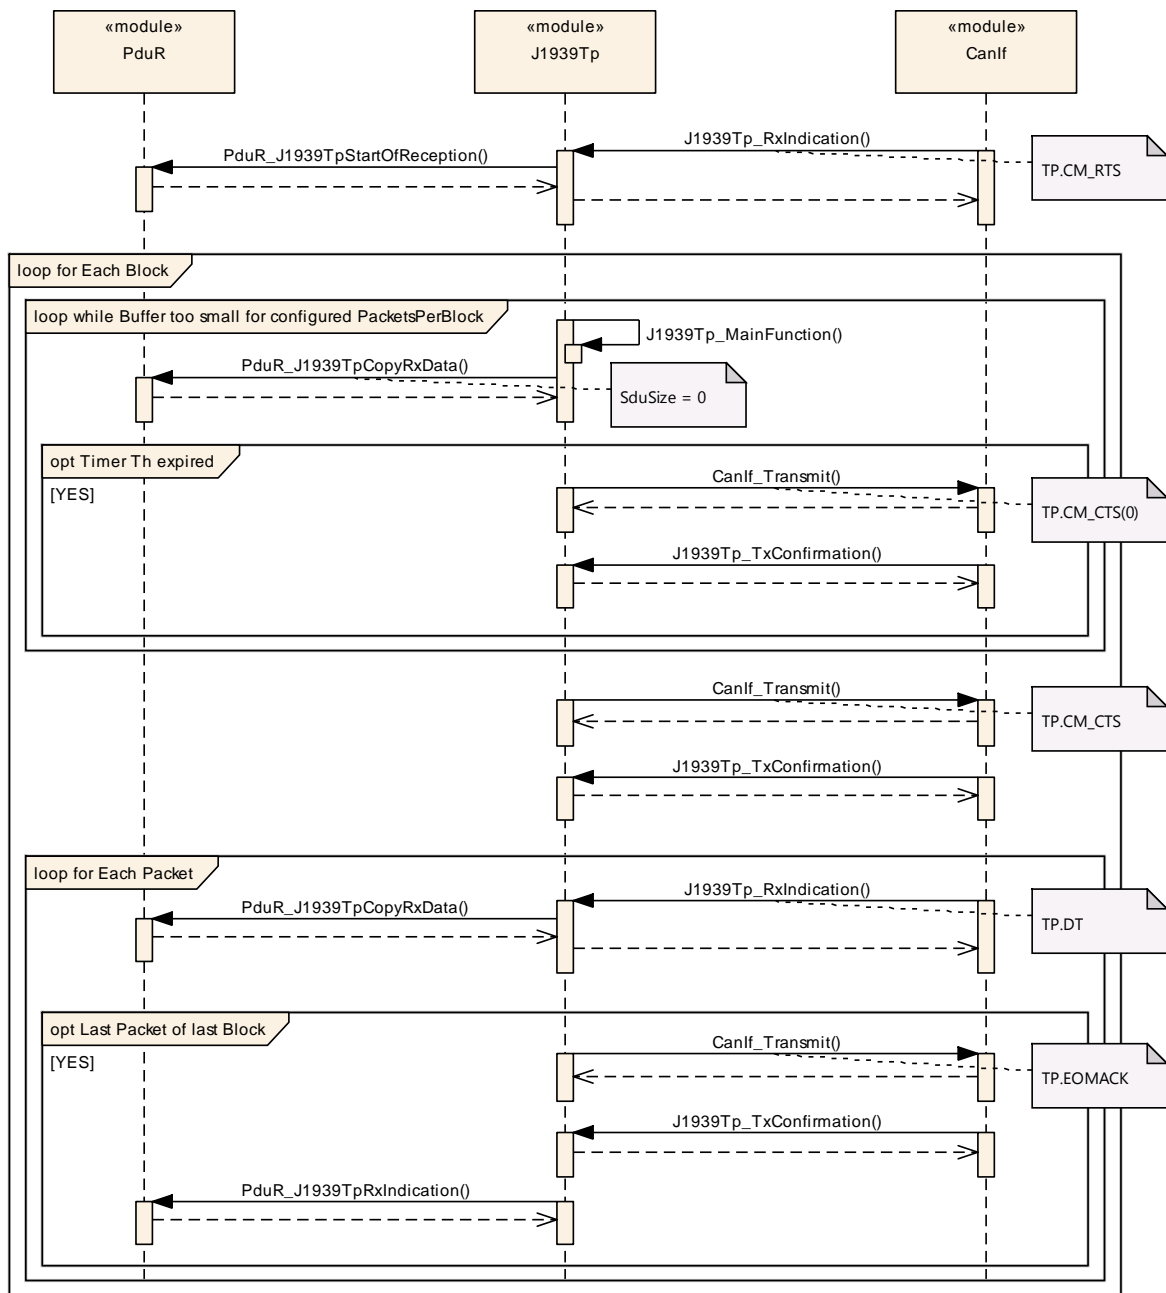 «module»
PduR
«module»
J1939Tp
«module»
CanIf
J1939Tp_RxIndication()
PduR_J1939TpStartOfReception()
TP.CM_RTS
loop for Each Block
loop while Buffer too small for configured PacketsPerBlock
J1939Tp_MainFunction()
PduR_J1939TpCopyRxData()
SduSize = 0
opt Timer Th expired
[YES]
CanIf_Transmit()
TP.CM_CTS(0)
J1939Tp_TxConfirmation()
CanIf_Transmit()
TP.CM_CTS
J1939Tp_TxConfirmation()
loop for Each Packet
J1939Tp_RxIndication()
PduR_J1939TpCopyRxData()
TP.DT
opt Last Packet of last Block
[YES]
CanIf_Transmit()
TP.EOMACK
J1939Tp_TxConfirmation()
PduR_J1939TpRxIndication()